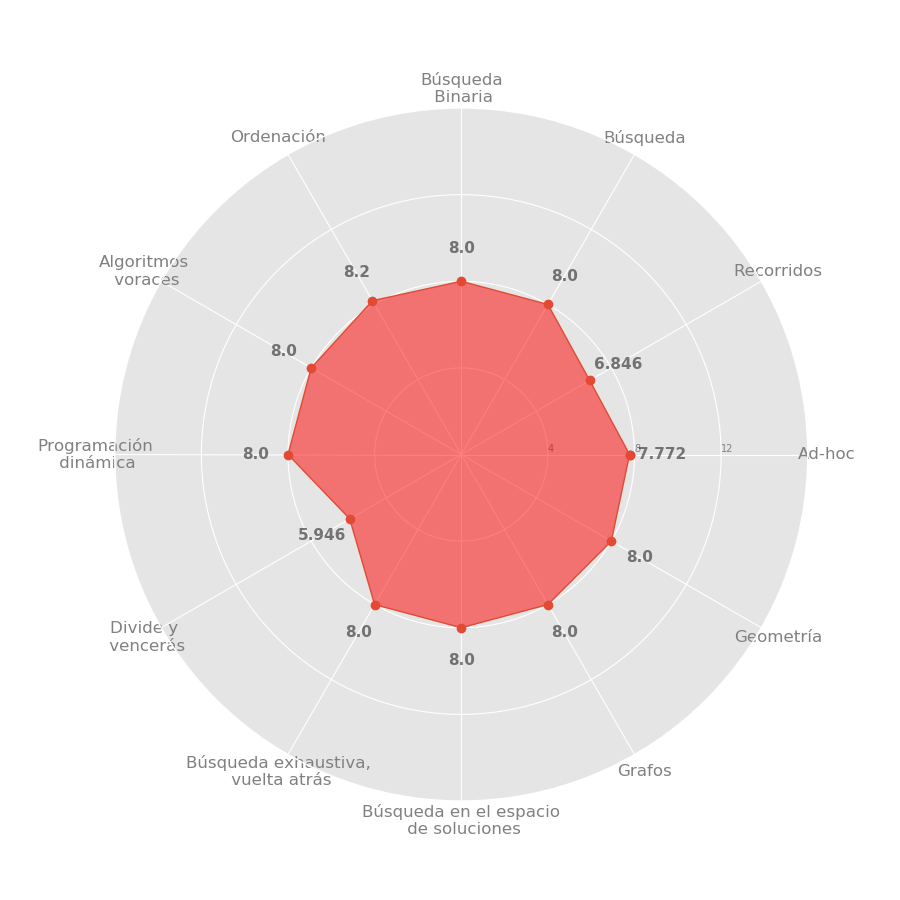 Búsqueda
Binaria
Ordenación
Búsqueda
8.0
Algoritmos
voraces
8.2
8.0
Recorridos
8.0
6.846
Programación
dinámica
8.0
4
8
7.772
12
Ad-hoc
5.946
8.0
Divide y
vencerás
8.0
8.0
8.0
Geometría
Búsqueda exhaustiva,
vuelta atrás
Grafos
Búsqueda en el espacio
de soluciones